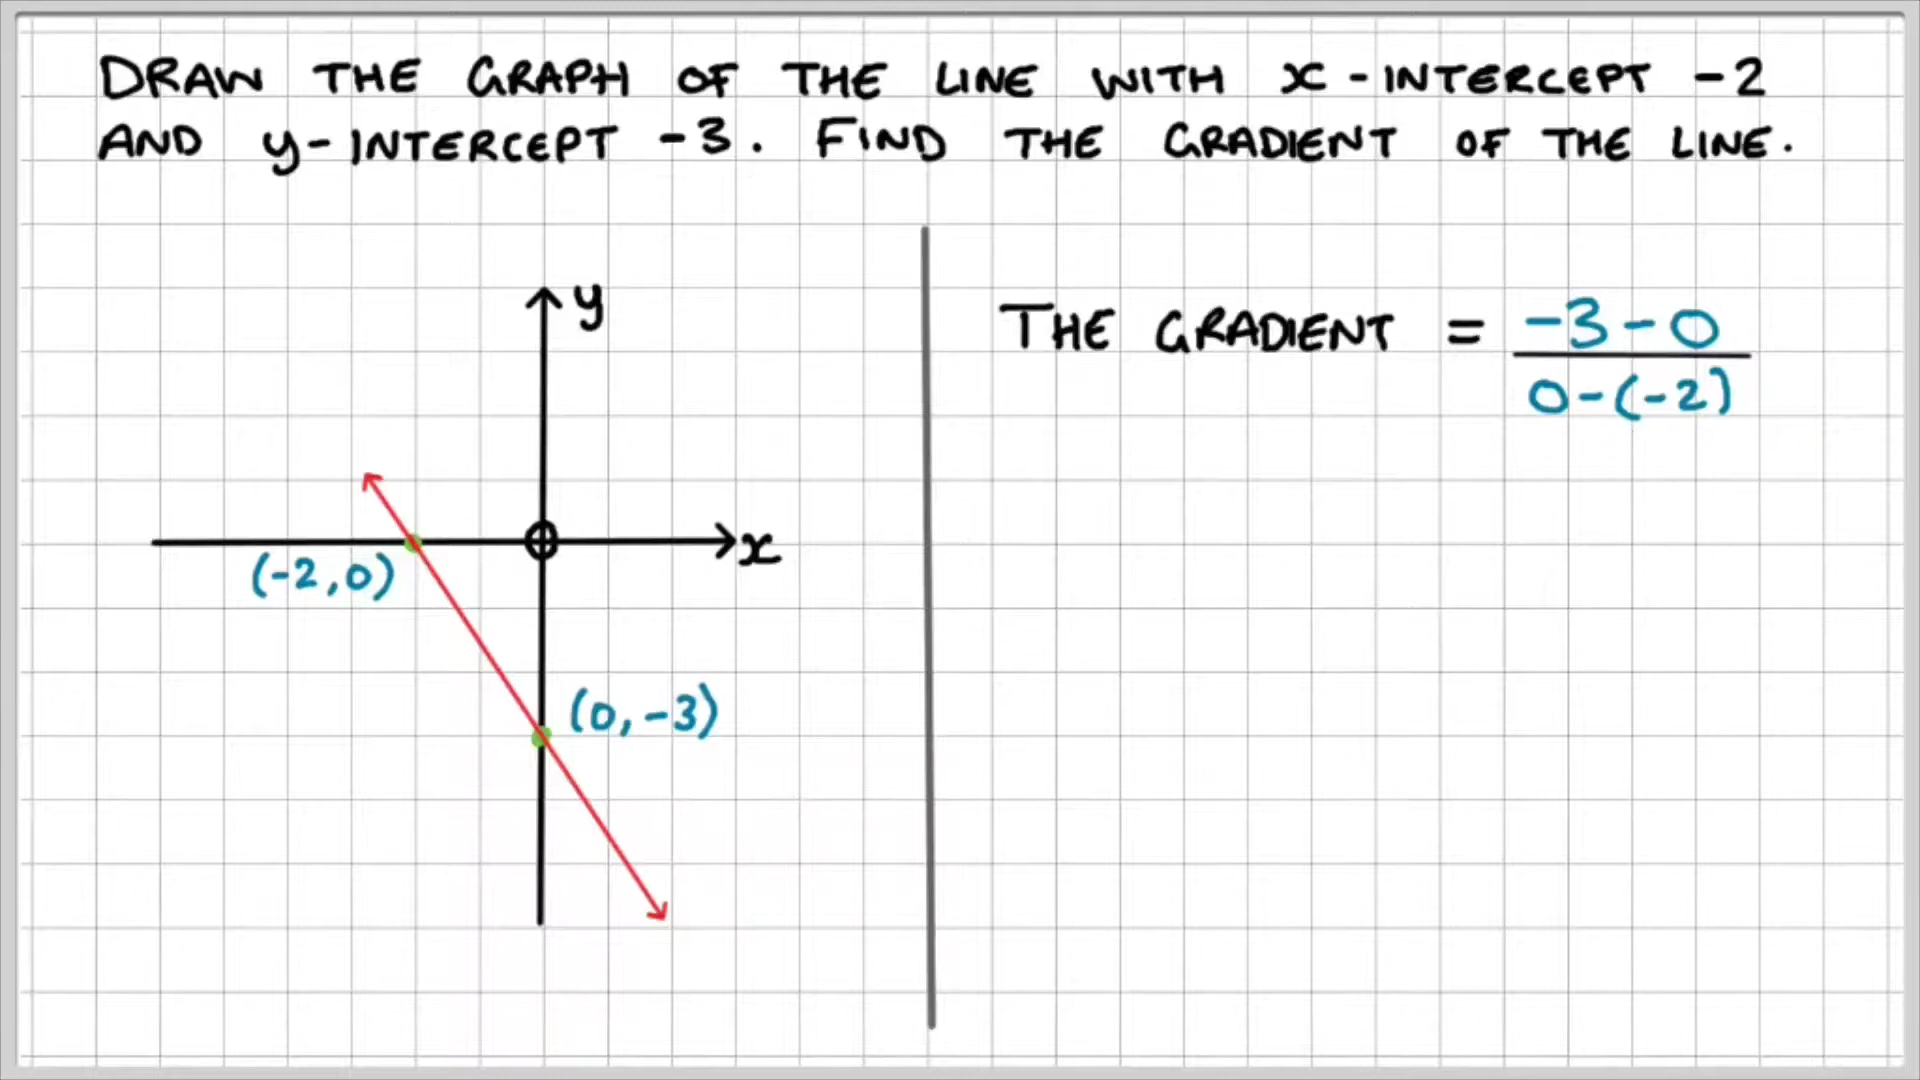 DRAW THE GRAPH OF THE LINE WITH x-INTERCEPT -2
AND y-INTERCEPT -3. FIND THE GRADIENT OF THE LINE.
y
x
(-2,0)
(0,-3)
THE GRADIENT = -3-0
0-(-2)